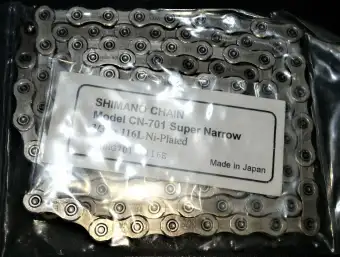 SHIMANO CHAIN
Model CN-701 Super Narrow
116L Ni-Plated
Made in Japan